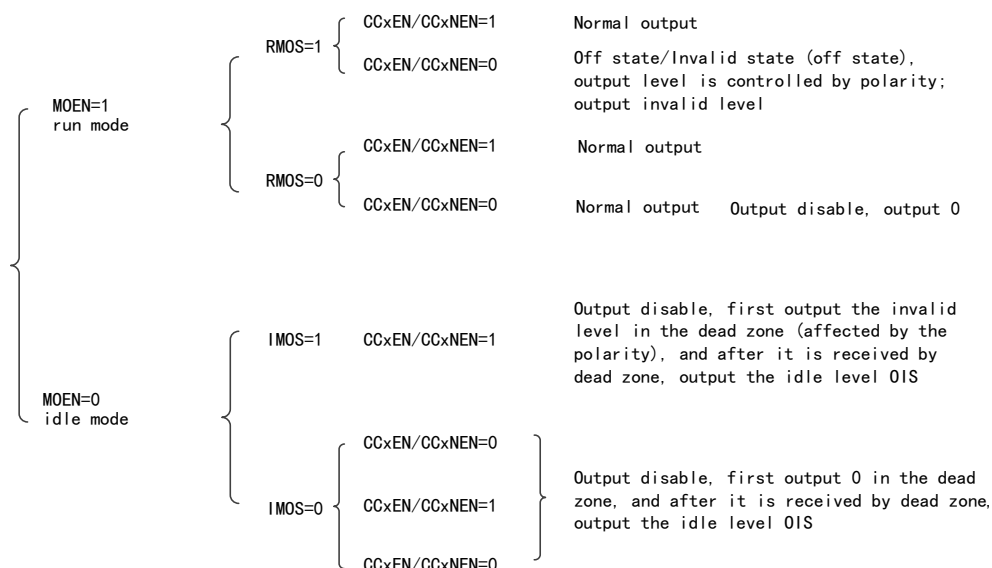 CCxEN/CCxNEN=1 Normal output
RMOS=1
CCxEN/CCxNEN=0 Off state/Invalid state (off state),
output level is controlled by polarity;
output invalid level
MOEN=1
run mode
CCxEN/CCxNEN=1 Normal output
RMOS=0
CCxEN/CCxNEN=0 Normal output Output disable, output 0
Output disable, first output the invalid
IMOS=1 CCxEN/CCxNEN=1 level in the dead zone (affected by the
polarity), and after it is received by
dead zone, output the idle level OIS
MOEN=0
idle mode
CCxEN/CCxNEN=0
Output disable, first output 0 in the dead
IMOS=0 CCxEN/CCxNEN=1 zone, and after it is received by dead zone,
output the idle level OIS
CCxEN/CCxNEN=0